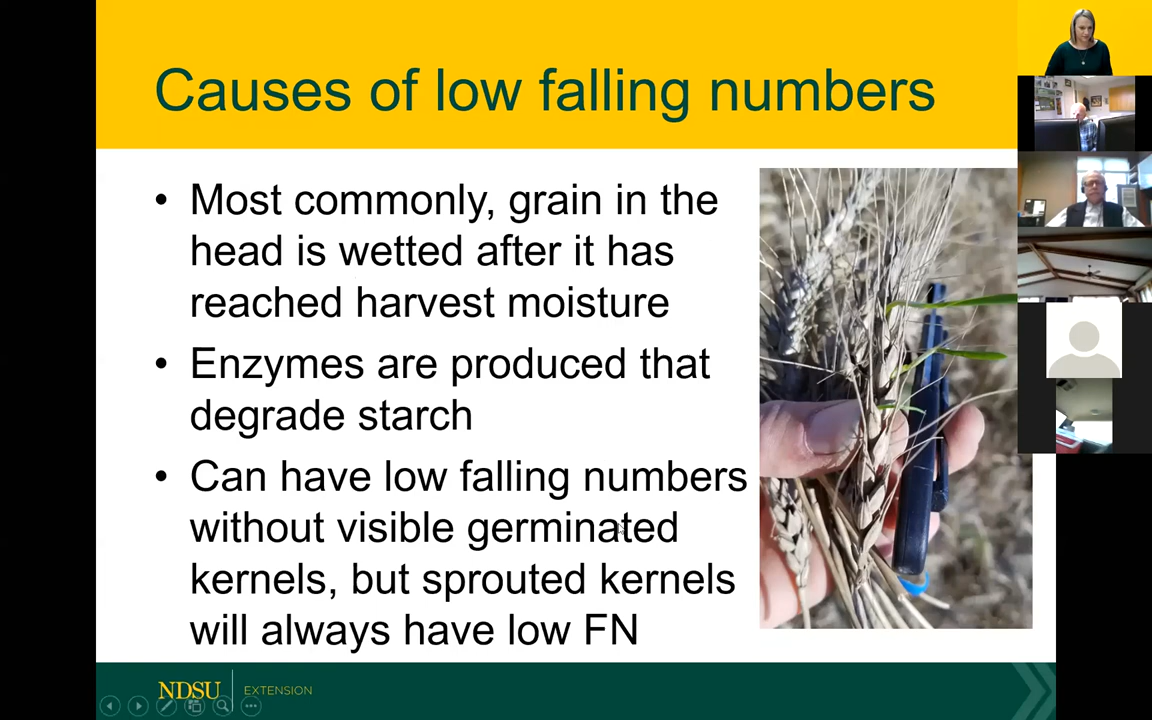 Causes of low falling numbers
• Most commonly, grain in the
head is wetted after it has
reached harvest moisture
• Enzymes are produced that
degrade starch
• Can have low falling numbers
without visible germinated
kernels, but sprouted kernels
will always have low FN
NDSU EXTENSION